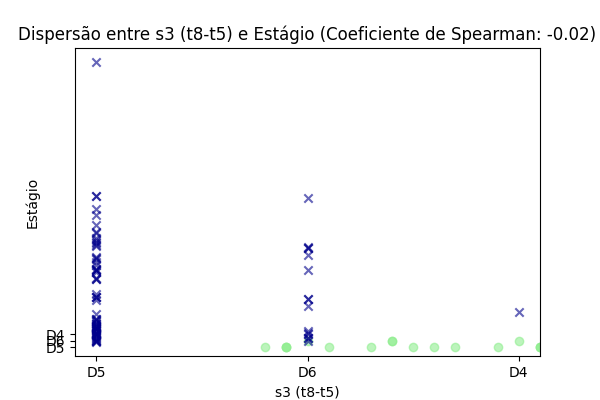 Dispersão entre s3 (t8-t5) e Estágio (Coeficiente de Spearman: -0.02)
Estágio
D4
D6
D5
D5 D6 D4
s3 (t8-t5)